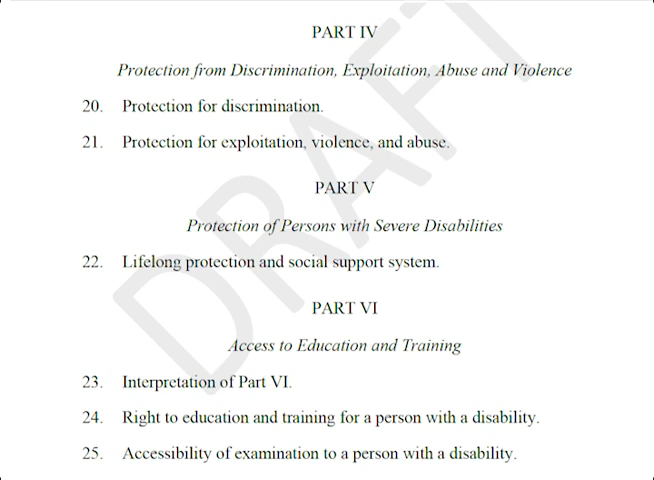 PART IV
Protection from Discrimination, Exploitation, Abuse and Violence
20. Protection for discrimination.
21. Protection for exploitation, violence, and abuse.
PART V
Protection of Persons with Severe Disabilities
22. Lifelong protection and social support system.
PART VI
Access to Education and Training
23. Interpretation of Part VI.
24. Right to education and training for a person with a disability.
25. Accessibility of examination to a person with a disability.
DRAFT